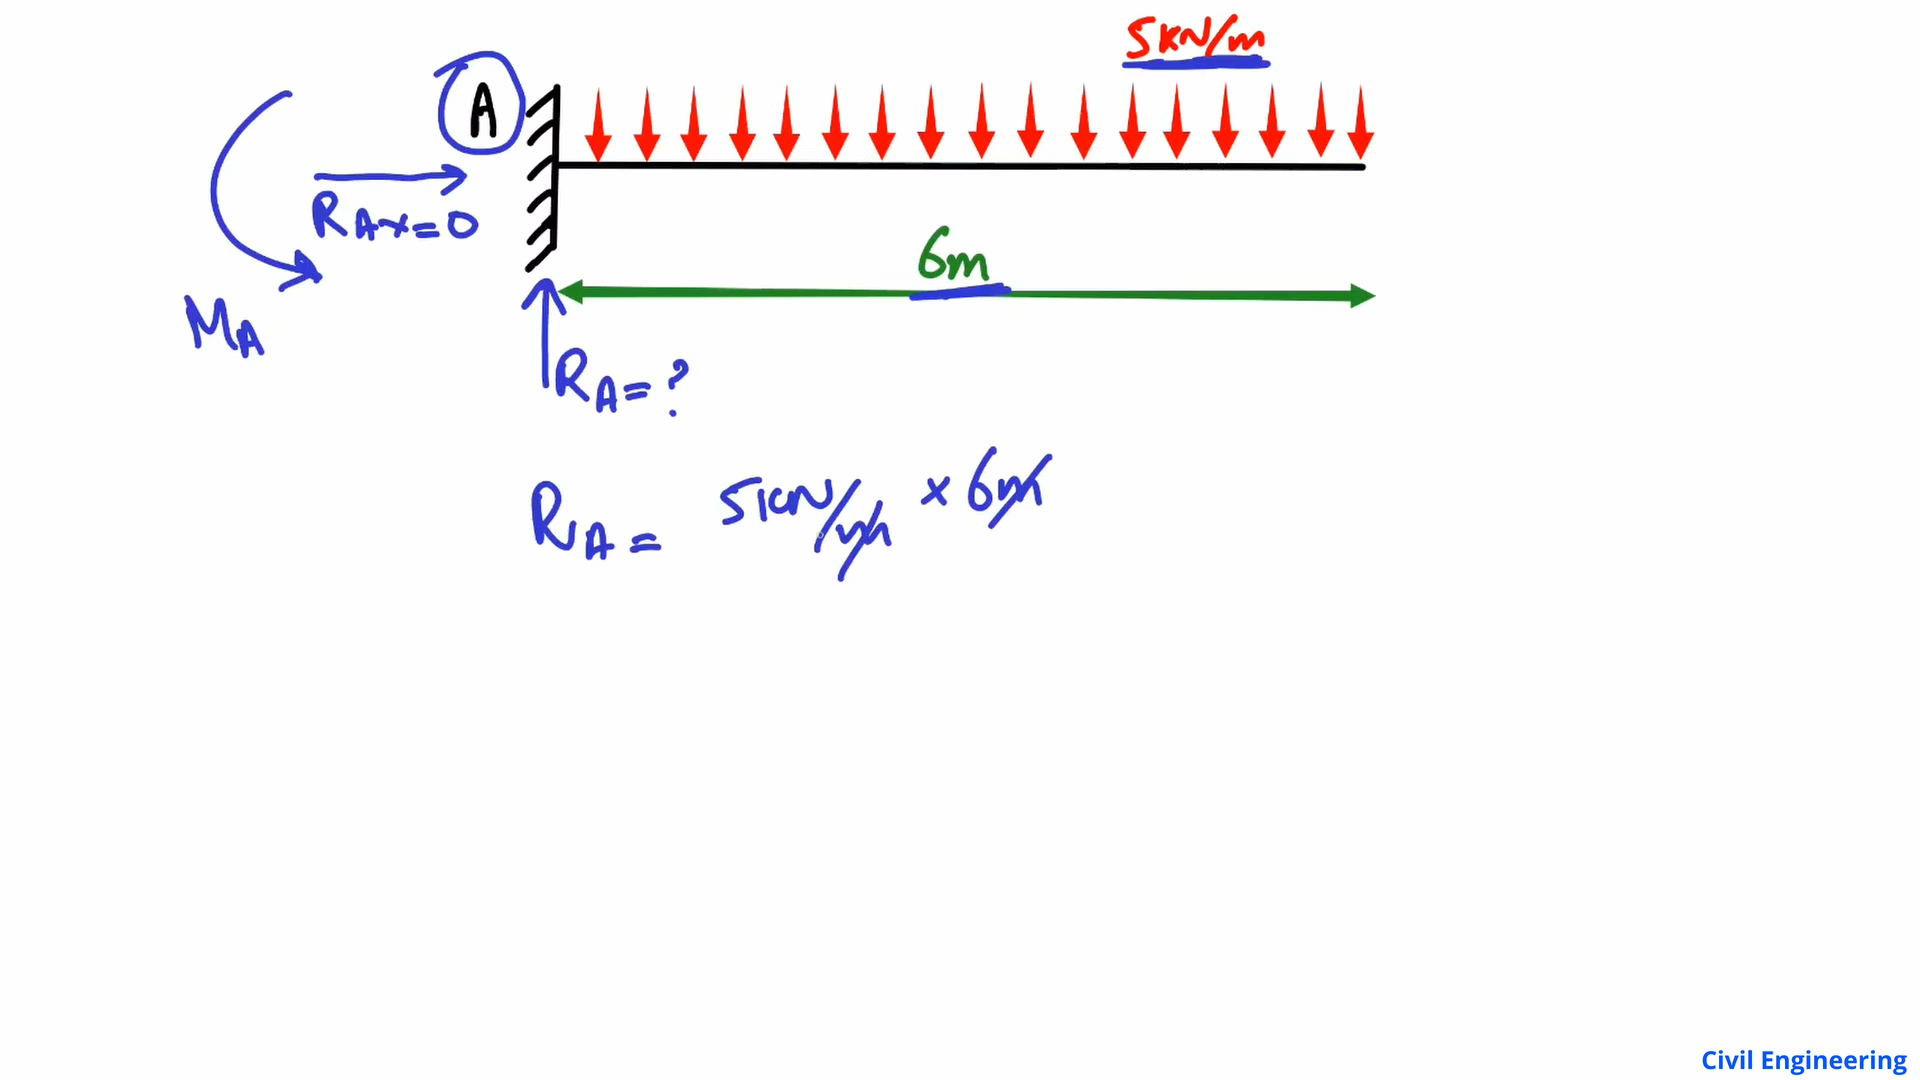 5kN/m
A
RAx=0
6m
MA
RA=?
RA= 5kN/m × 6m
Civil Engineering